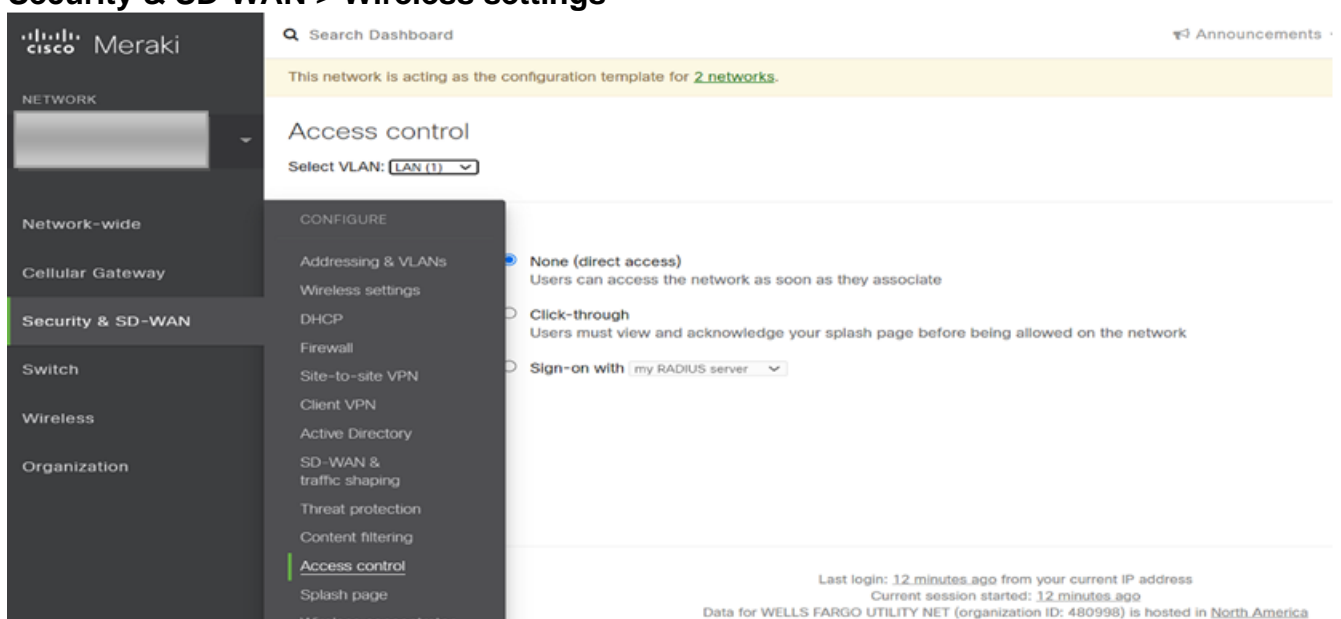 Security & SD-WAN > Wireless settings
cisco Meraki
Search Dashboard
Announcements
This network is acting as the configuration template for 2 networks.
NETWORK
Access control
Select VLAN: LAN (1)
Network-wide
Cellular Gateway
Security & SD-WAN
Switch
Wireless
Organization
CONFIGURE
Addressing & VLANs
Wireless settings
DHCP
Firewall
Site-to-site VPN
Client VPN
Active Directory
SD-WAN &
traffic shaping
Threat protection
Content filtering
Access control
Splash page
None (direct access)
Users can access the network as soon as they associate
Click-through
Users must view and acknowledge your splash page before being allowed on the network
Sign-on with my RADIUS server
Last login: 12 minutes ago from your current IP address
Current session started: 12 minutes ago
Data for WELLS FARGO UTILITY NET (organization ID: 480998) is hosted in North America